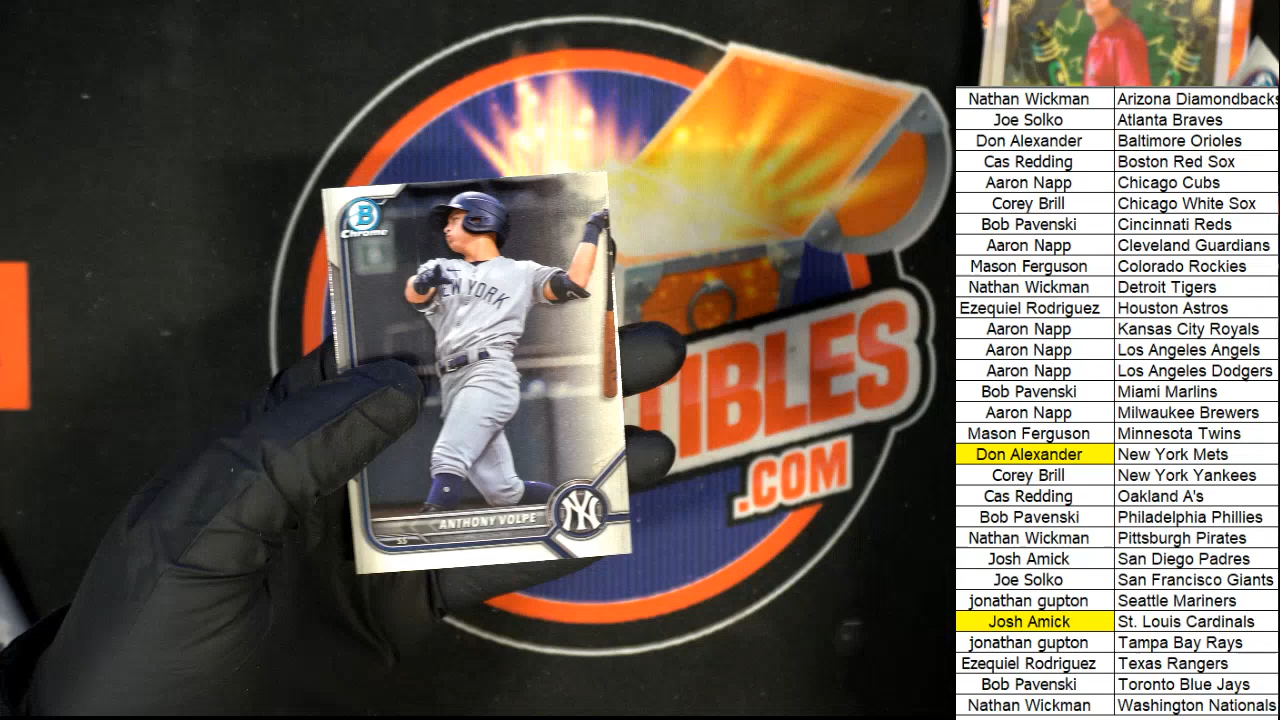 B
Chrome
NEW YORK
ANTHONY VOLPE
NY
TIBLES
.COM
Nathan Wickman Arizona Diamondbacks
Joe Solko Atlanta Braves
Don Alexander Baltimore Orioles
Cas Redding Boston Red Sox
Aaron Napp Chicago Cubs
Corey Brill Chicago White Sox
Bob Pavenski Cincinnati Reds
Aaron Napp Cleveland Guardians
Mason Ferguson Colorado Rockies
Nathan Wickman Detroit Tigers
Ezequiel Rodriguez Houston Astros
Aaron Napp Kansas City Royals
Aaron Napp Los Angeles Angels
Aaron Napp Los Angeles Dodgers
Bob Pavenski Miami Marlins
Aaron Napp Milwaukee Brewers
Mason Ferguson Minnesota Twins
Don Alexander New York Mets
Corey Brill New York Yankees
Cas Redding Oakland A's
Bob Pavenski Philadelphia Phillies
Nathan Wickman Pittsburgh Pirates
Josh Amick San Diego Padres
Joe Solko San Francisco Giants
jonathan gupton Seattle Mariners
Josh Amick St. Louis Cardinals
jonathan gupton Tampa Bay Rays
Ezequiel Rodriguez Texas Rangers
Bob Pavenski Toronto Blue Jays
Nathan Wickman Washington Nationals